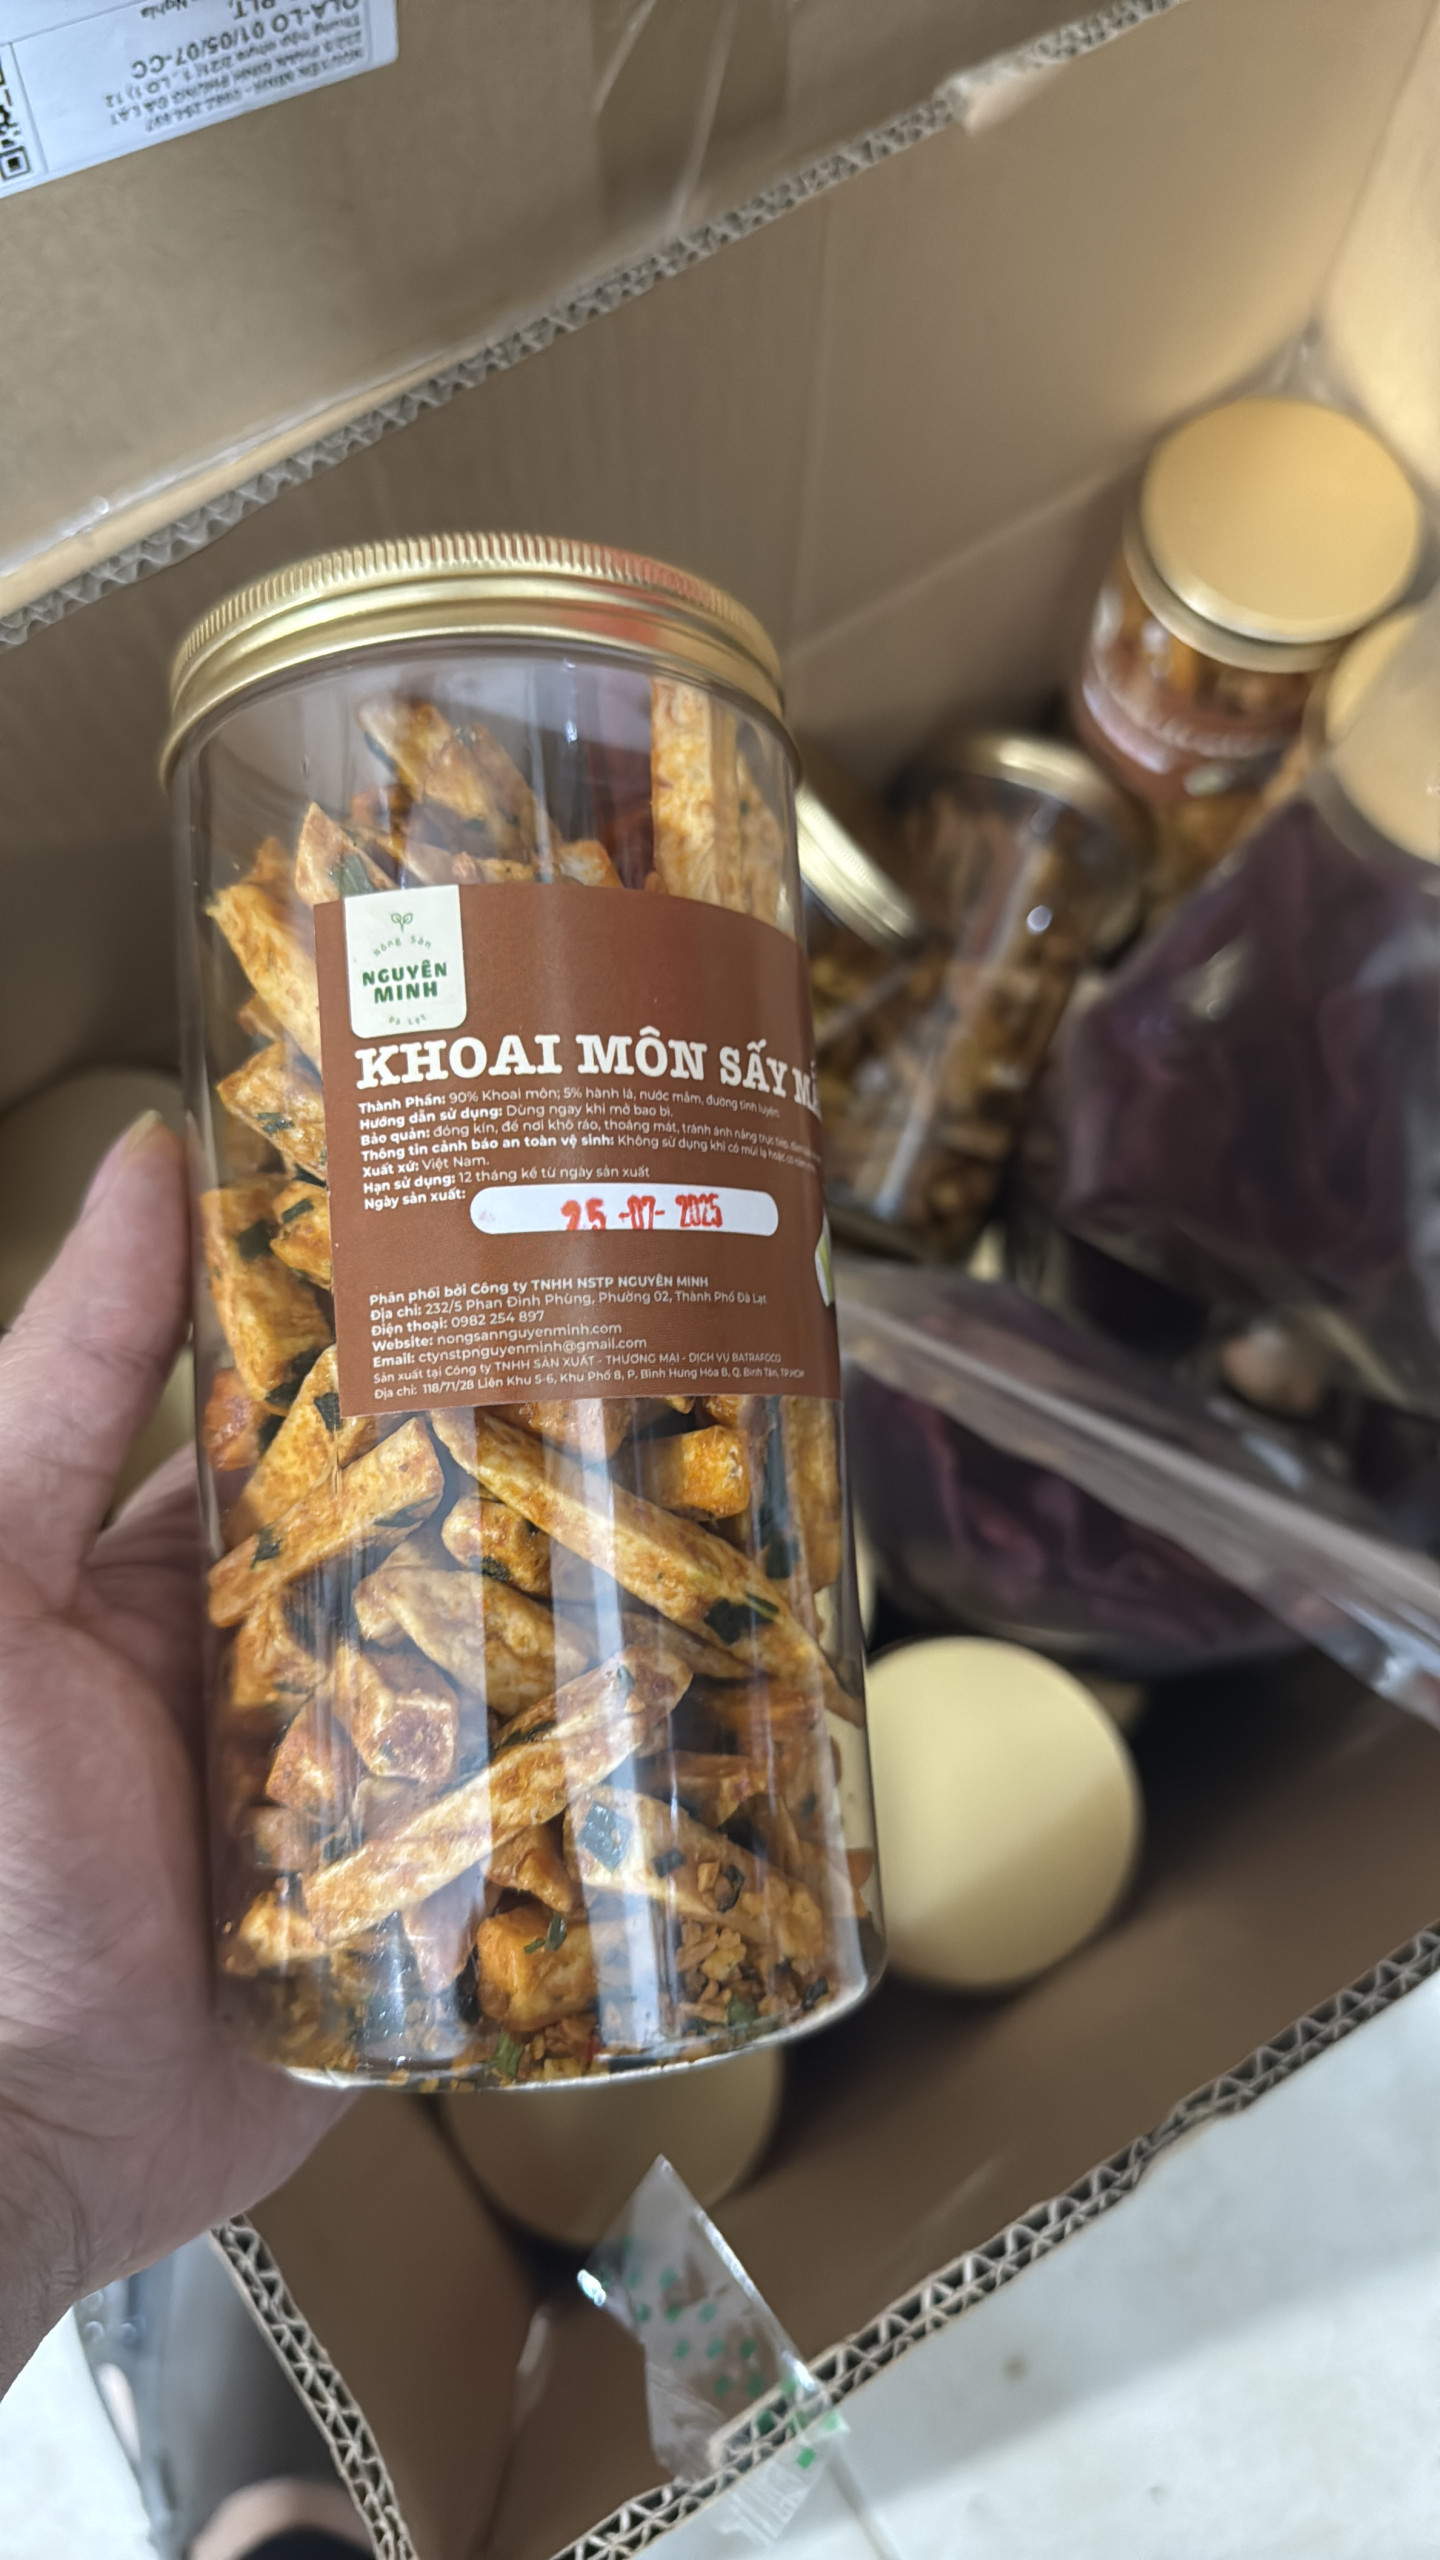 Nông Sản
NGUYÊN
MINH
Đà Lạt
KHOAI MÔN SẤY
Thành Phần: 90% Khoai môn; 5% hành lá, nước mắm, đường tinh luyện
Hướng dẫn sử dụng: Dùng ngay khi mở bao bì.
Bảo quản: đóng kín, để nơi khô ráo, thoáng mát, tránh ánh nắng trực tiếp,
Thông tin cảnh báo an toàn vệ sinh: Không sử dụng khi có mùi lạ hoặc có
Xuất xứ: Việt Nam.
Hạn sử dụng: 12 tháng kể từ ngày sản xuất
Ngày sản xuất:
25 -07- 2025
Phân phối bởi Công ty TNHH NSTP NGUYÊN MINH
Địa chỉ: 232/5 Phan Đình Phùng, Phường 02, Thành Phố Đà Lạt
Điện thoại: 0982 254 897
Website: nongsannguyenminh.com
Email: ctynstpnguyenminh@gmail.com
Sản xuất tại Công ty TNHH SẢN XUẤT - THƯƠNG MẠI - DỊCH VỤ BATRAFOCO
Địa chỉ: 118/71/28 Liên Khu 5-6, Khu Phố 8, P. Bình Hưng Hòa B, Q. Bình Tân, TP.HCM